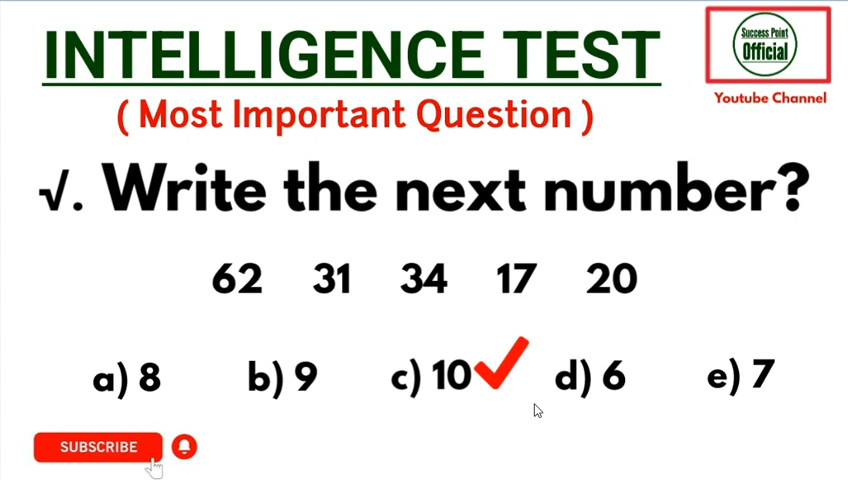 INTELLIGENCE TEST
Success Point
Official
Youtube Channel
( Most Important Question )
√. Write the next number?
62 31 34 17 20
a) 8 b) 9 c) 10 d) 6 e) 7
SUBSCRIBE